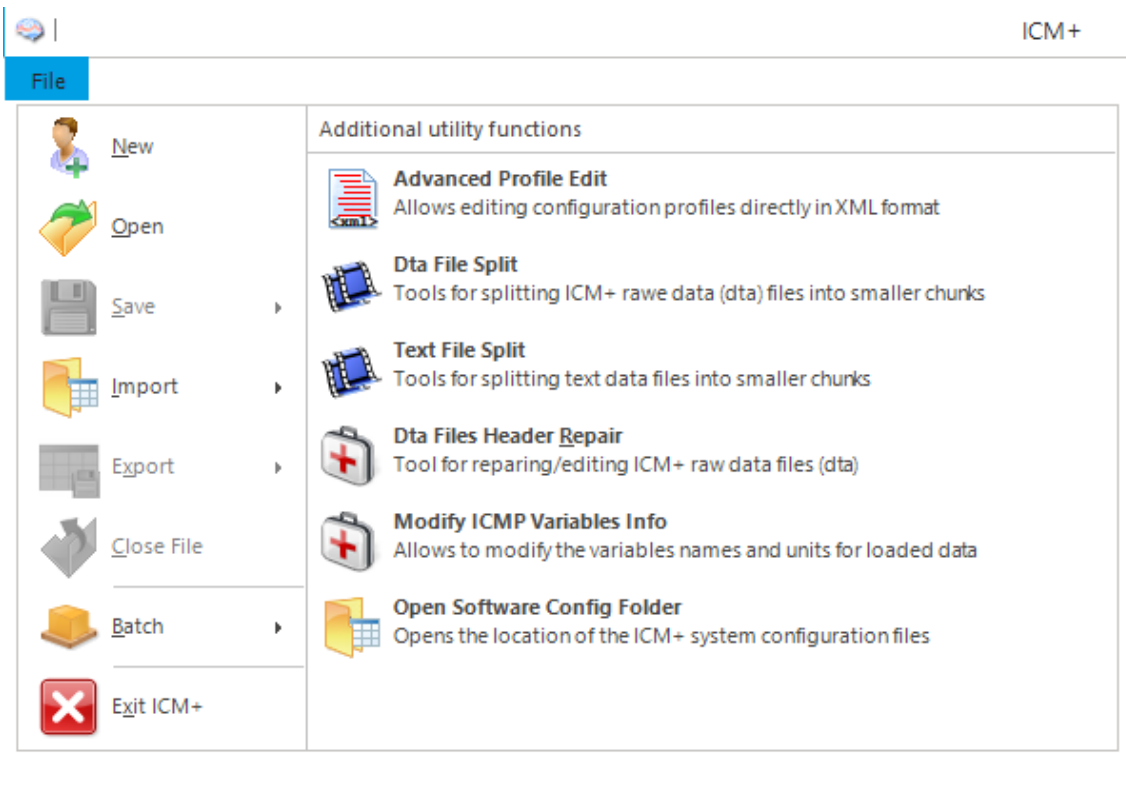 ICM+
File
New
Open
Save
Import
Export
Close File
Batch
Exit ICM+
Additional utility functions
Advanced Profile Edit
Allows editing configuration profiles directly in XML format
<xml>
Dta File Split
Tools for splitting ICM+ rawe data (dta) files into smaller chunks
Text File Split
Tools for splitting text data files into smaller chunks
Dta Files Header Repair
Tool for reparing/editing ICM+ raw data files (dta)
Modify ICMP Variables Info
Allows to modify the variables names and units for loaded data
Open Software Config Folder
Opens the location of the ICM+ system configuration files